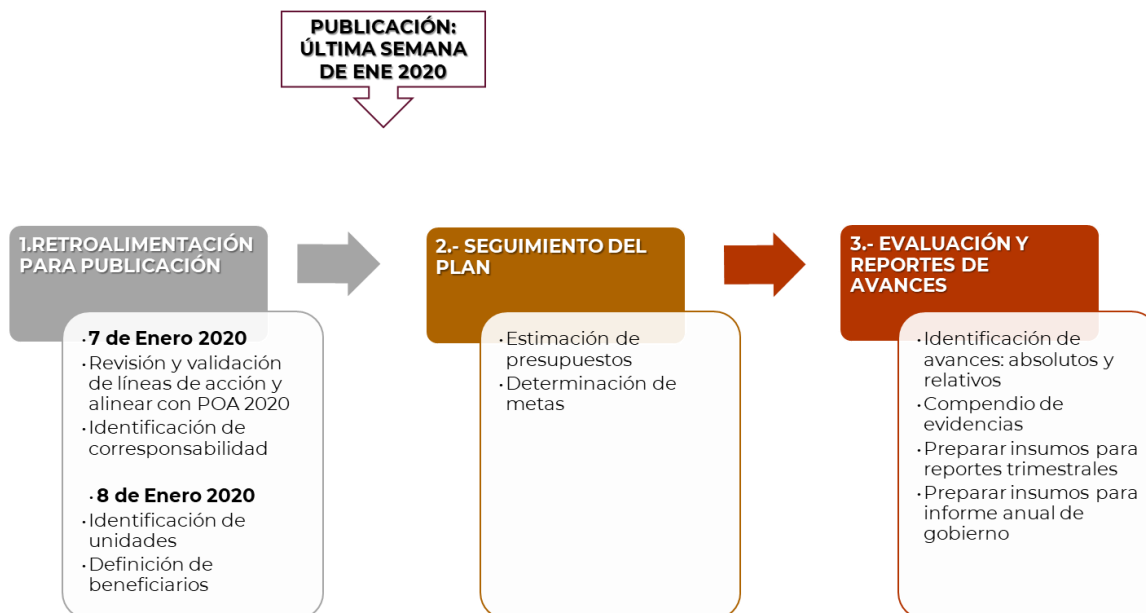 PUBLICACIÓN:
ÚLTIMA SEMANA
DE ENE 2020
1.RETROALIMENTACIÓN
PARA PUBLICACIÓN
·7 de Enero 2020
·Revisión y validación
de líneas de acción y
alinear con POA 2020
·Identificación de
corresponsabilidad
·8 de Enero 2020
·Identificación de
unidades
·Definición de
beneficiarios
2.- SEGUIMIENTO DEL
PLAN
·Estimación de
presupuestos
·Determinación de
metas
3.- EVALUACIÓN Y
REPORTES DE
AVANCES
·Identificación de
avances: absolutos y
relativos
·Compendio de
evidencias
·Preparar insumos para
reportes trimestrales
·Preparar insumos para
informe anual de
gobierno